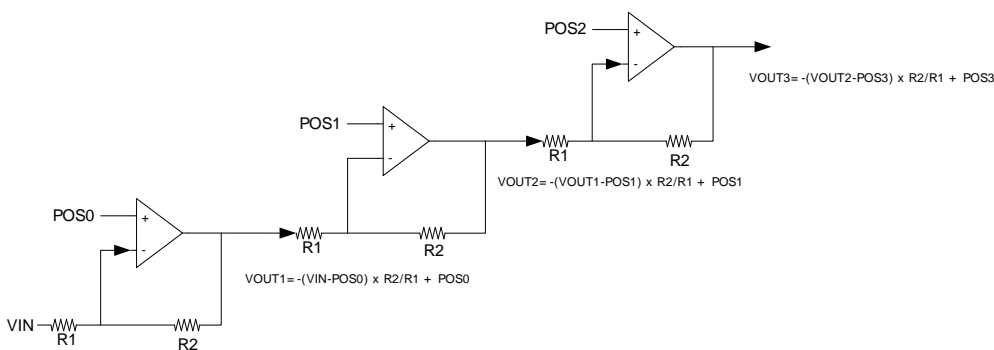 POS2
+
-
VOUT3= -(VOUT2-POS3) x R2/R1 + POS3
R1
R2
POS1
+
-
VOUT2= -(VOUT1-POS1) x R2/R1 + POS1
R1
R2
POS0
+
-
VOUT1= -(VIN-POS0) x R2/R1 + POS0
VIN
R1
R2